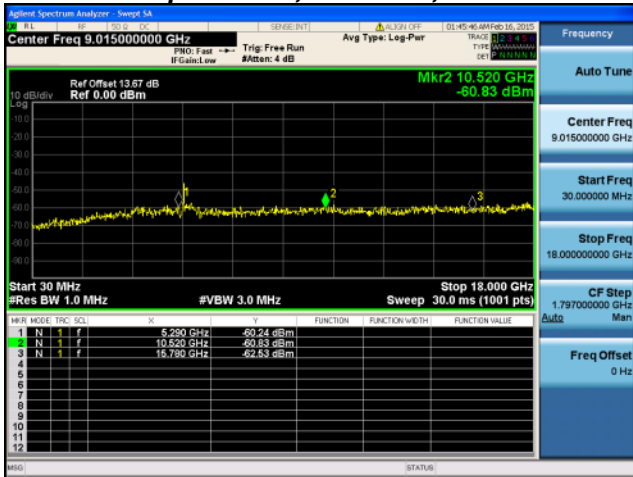 Agilent Spectrum Analyzer - Swept SA
RL RF 50 Ω DC SENSE:INT ALIGN OFF 01:45:46 AM Feb 16, 2015
Center Freq 9.015000000 GHz
PNO: Fast Trig: Free Run
IFGain:Low #Atten: 4 dB
Avg Type: Log-Pwr
TRACE 1 2 3 4 5 6
TYPE
DET P N N N N N
Frequency
Auto Tune
Center Freq
9.015000000 GHz
Start Freq
30.000000 MHz
Stop Freq
18.000000000 GHz
CF Step
1.797000000 GHz
Auto Man
Freq Offset
0 Hz
Mkr2 10.520 GHz
-60.83 dBm
Ref Offset 13.67 dB
10 dB/div Ref 0.00 dBm
Log
-10.0
-20.0
-30.0
-40.0
-50.0
-60.0
-70.0
-80.0
-90.0
1
2
3
Start 30 MHz Stop 18.000 GHz
#Res BW 1.0 MHz #VBW 3.0 MHz Sweep 30.0 ms (1001 pts)
MKR MODE TRC SCL X Y FUNCTION FUNCTION WIDTH FUNCTION VALUE
1 N 1 f 5.290 GHz -60.24 dBm
2 N 1 f 10.520 GHz -60.83 dBm
3 N 1 f 15.780 GHz -62.53 dBm
4
5
6
7
8
9
10
11
12
MSG STATUS